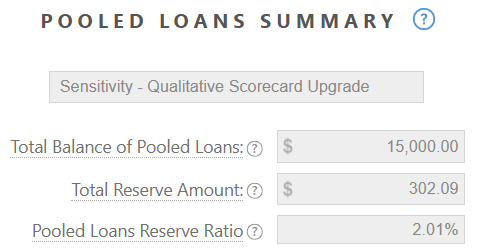 POOLED LOANS SUMMARY ?
Sensitivity - Qualitative Scorecard Upgrade
Total Balance of Pooled Loans: ? $ 15,000.00
Total Reserve Amount: ? $ 302.09
Pooled Loans Reserve Ratio ? 2.01%